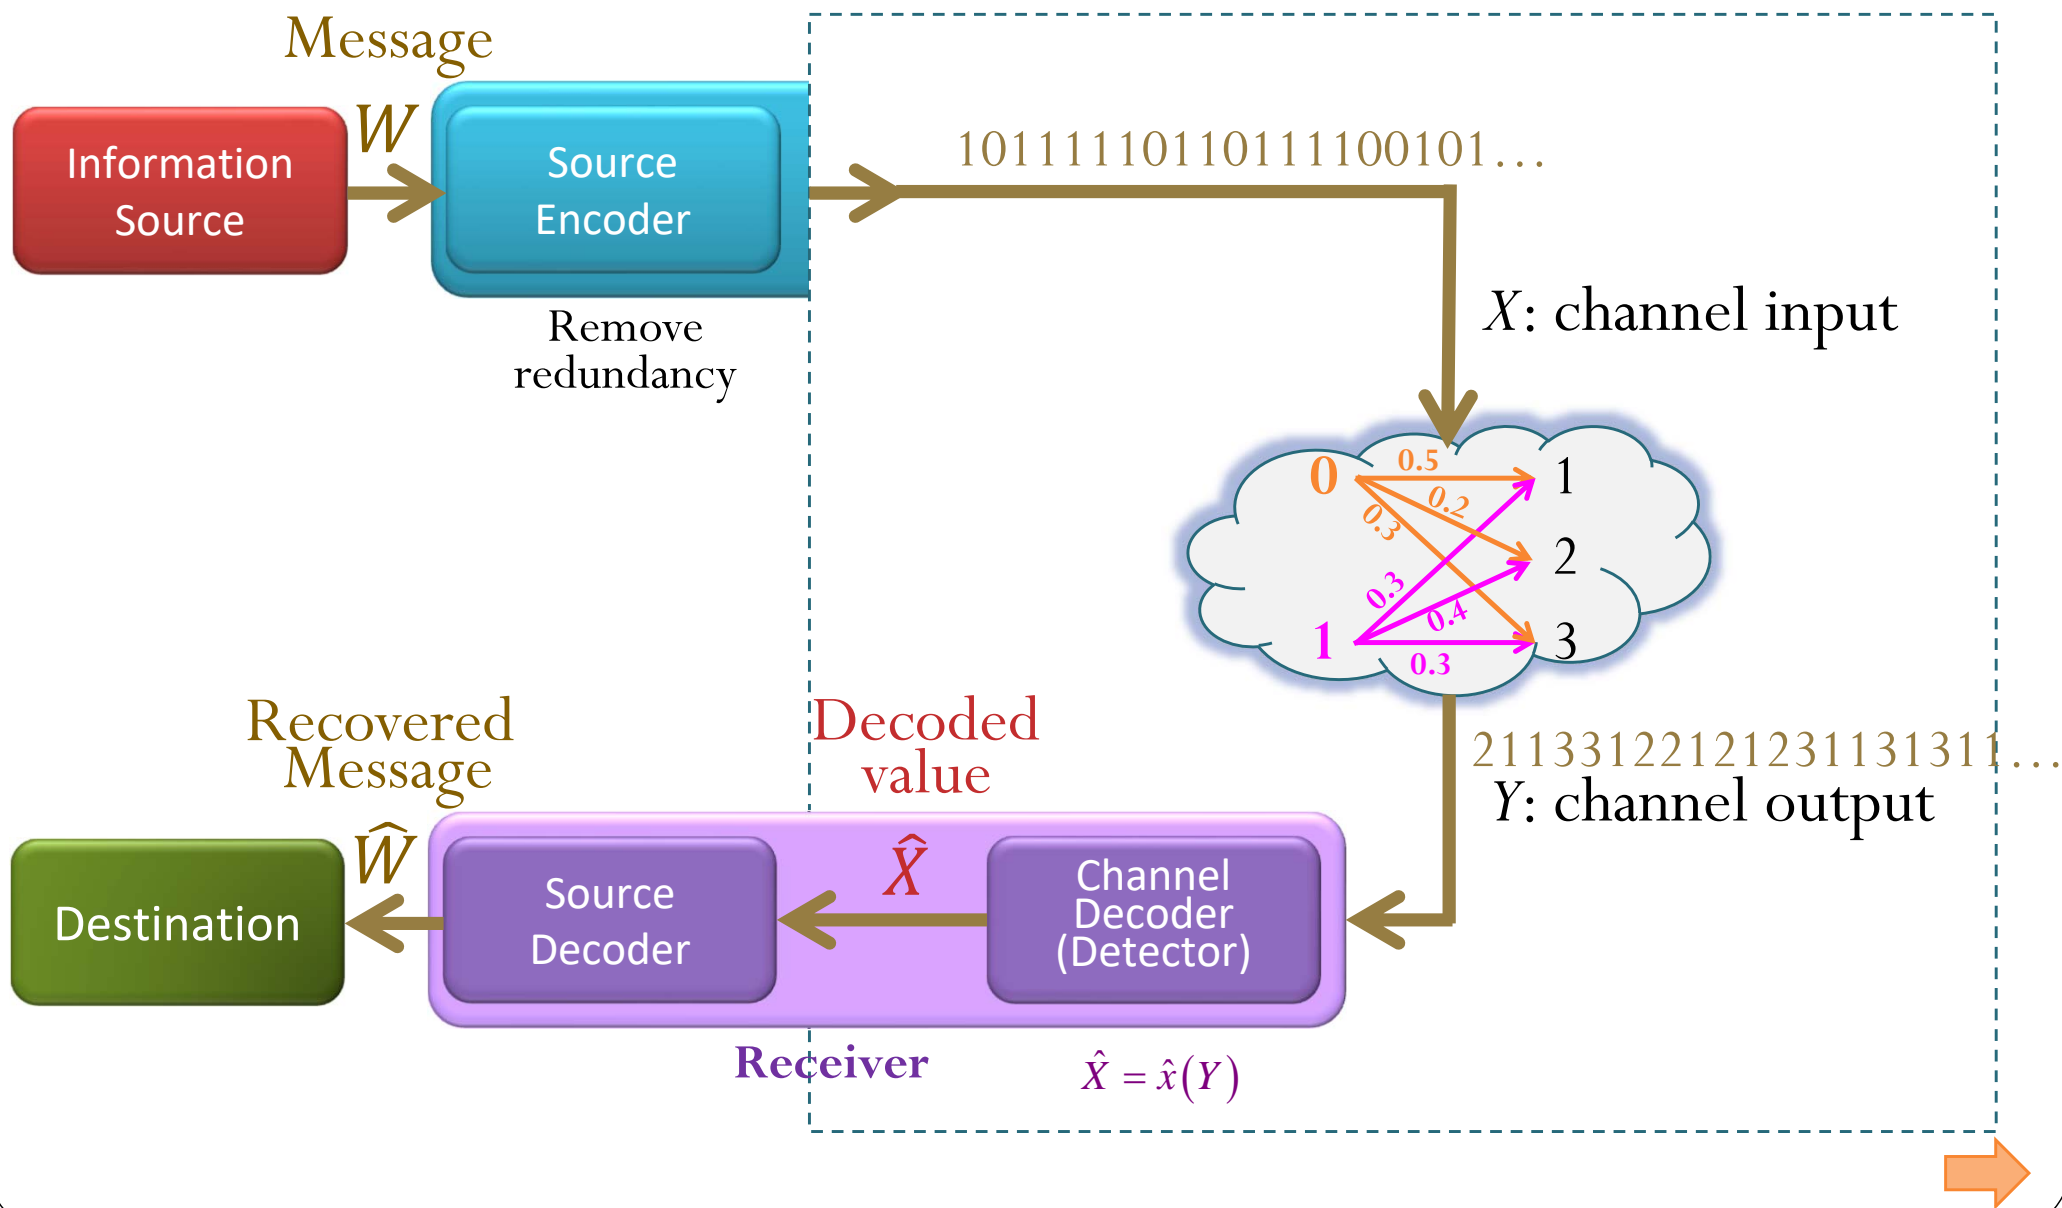 Message
W
Information
Source
Source
Encoder
Remove
redundancy
10111110110111100101…
X: channel input
0
1
0.5
0.2
0.3
0.3
0.4
0.3
1
2
3
21133122121231131311…
Y: channel output
Recovered
Message
Ŵ
Destination
Decoded
value
X̂
Source
Decoder
Channel
Decoder
(Detector)
Receiver
X̂ = x̂(Y)